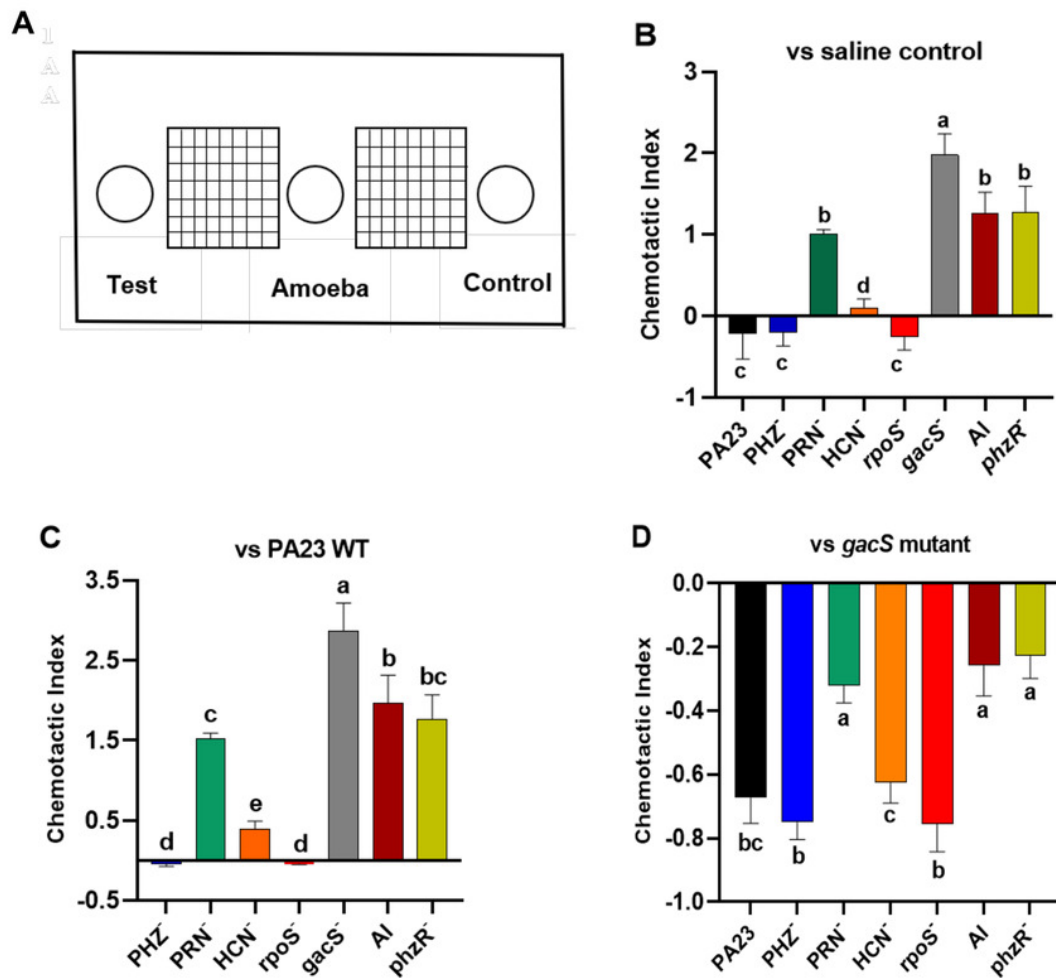 A
1
A
A
Test
Amoeba
Control
B
vs saline control
Chemotactic Index
3
2
1
0
-1
a
b
b
b
d
c
c
c
PA23
PHZ⁻
PRN⁻
HCN⁻
rpoS⁻
gacS⁻
AI
phzR⁻
C
vs PA23 WT
Chemotactic Index
3.5
2.5
1.5
0.5
-0.5
d
c
e
d
a
b
bc
PHZ⁻
PRN⁻
HCN⁻
rpoS⁻
gacS⁻
AI
phzR⁻
D
vs gacS mutant
Chemotactic Index
0.0
-0.2
-0.4
-0.6
-0.8
-1.0
bc
b
a
c
b
a
a
PA23
PHZ⁻
PRN⁻
HCN⁻
rpoS⁻
AI
phzR⁻